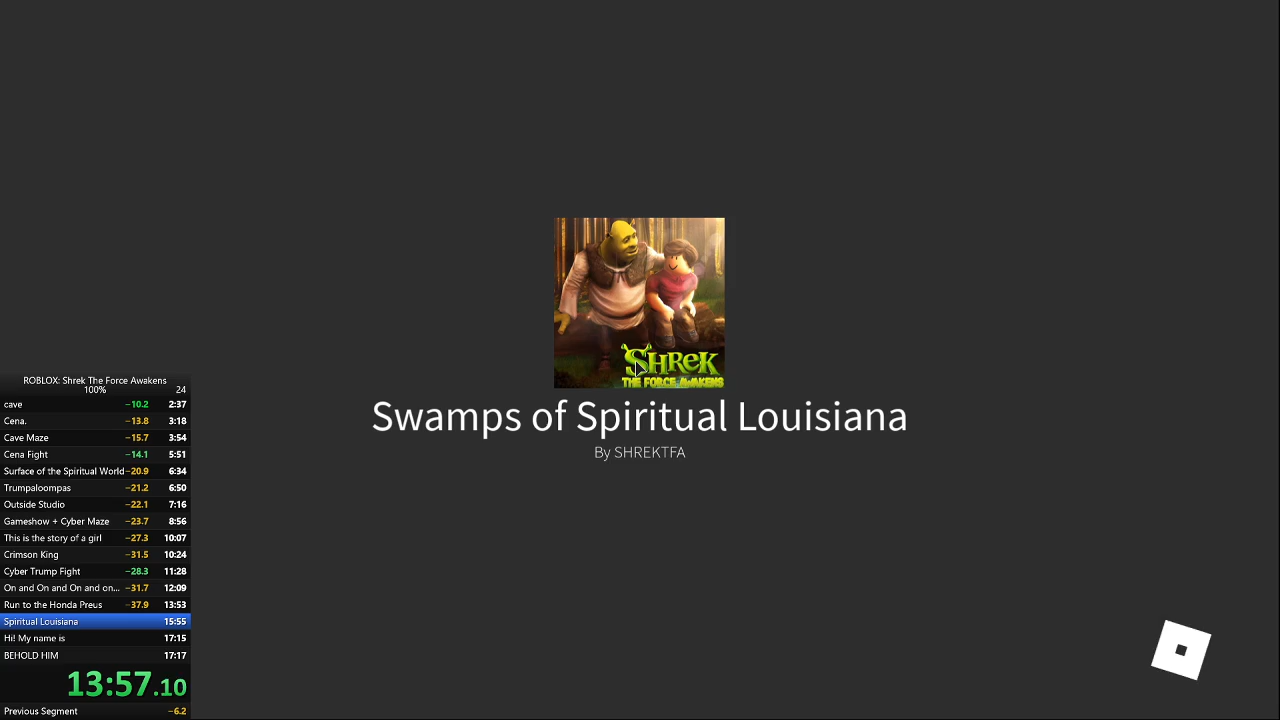 SHREK
THE FORCE AWAKENS
Swamps of Spiritual Louisiana
By SHREKTFA
ROBLOX: Shrek The Force Awakens
100% 24
cave −10.2 2:37
Cena. −13.8 3:18
Cave Maze −15.7 3:54
Cena Fight −14.1 5:51
Surface of the Spiritual World −20.9 6:34
Trumpaloompas −21.2 6:50
Outside Studio −22.1 7:16
Gameshow + Cyber Maze −23.7 8:56
This is the story of a girl −27.3 10:07
Crimson King −31.5 10:24
Cyber Trump Fight −28.3 11:28
On and On and On and on... −31.7 12:09
Run to the Honda Preus −37.9 13:53
Spiritual Louisiana 15:55
Hi! My name is 17:15
BEHOLD HIM 17:17
13:57.10
Previous Segment −6.2